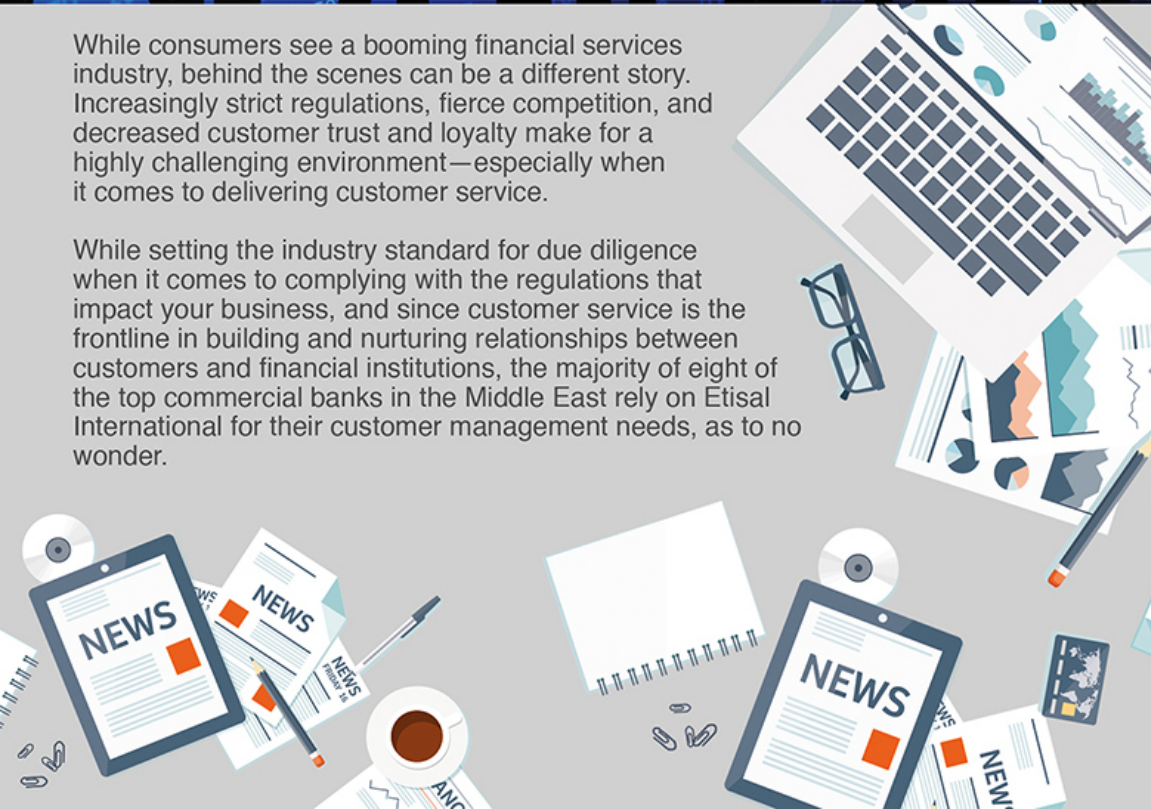 While consumers see a booming financial services
industry, behind the scenes can be a different story.
Increasingly strict regulations, fierce competition, and
decreased customer trust and loyalty make for a
highly challenging environment—especially when
it comes to delivering customer service.
While setting the industry standard for due diligence
when it comes to complying with the regulations that
impact your business, and since customer service is the
frontline in building and nurturing relationships between
customers and financial institutions, the majority of eight of
the top commercial banks in the Middle East rely on Etisal
International for their customer management needs, as to no
wonder.
NEWS
NEWS
NEWS
FRIDAY 16
NEWS
NEWS